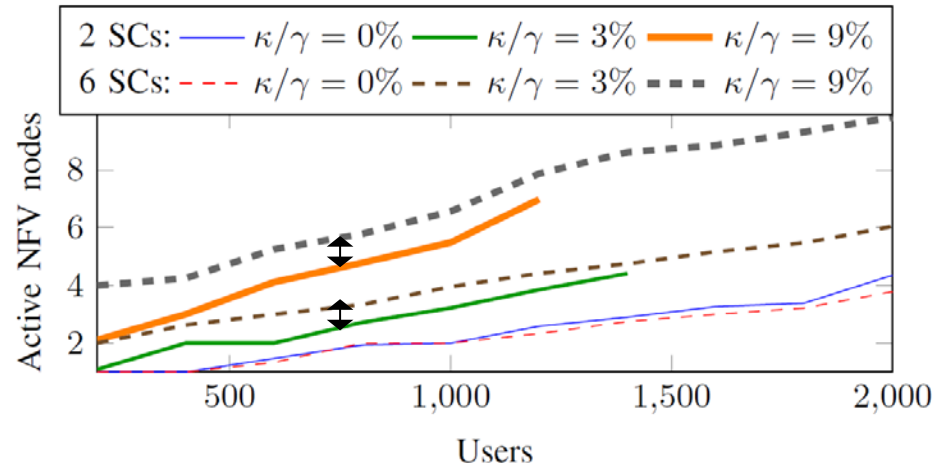 2 SCs: κ/γ = 0% κ/γ = 3% κ/γ = 9%
6 SCs: κ/γ = 0% κ/γ = 3% κ/γ = 9%
Active NFV nodes
8
6
4
2
500 1,000 1,500 2,000
Users